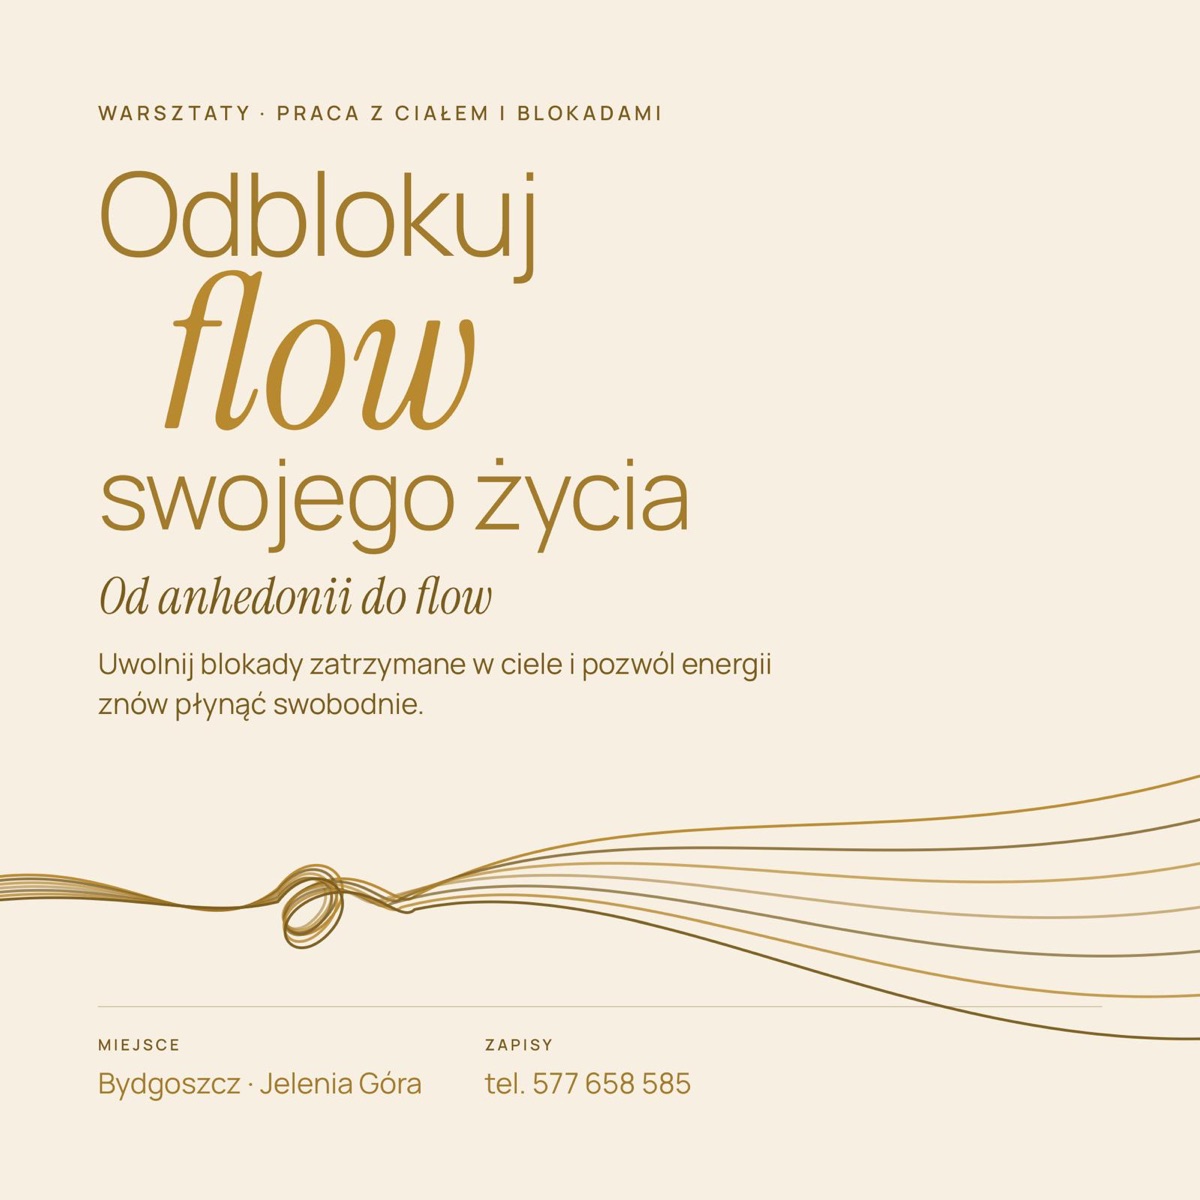 WARSZTATY · PRACA Z CIAŁEM I BLOKADAMI
Odblokuj
flow
swojego życia
Od anhedonii do flow
Uwolnij blokady zatrzymane w ciele i pozwól energii
znów płynąć swobodnie.
MIEJSCE
Bydgoszcz · Jelenia Góra
ZAPISY
tel. 577 658 585